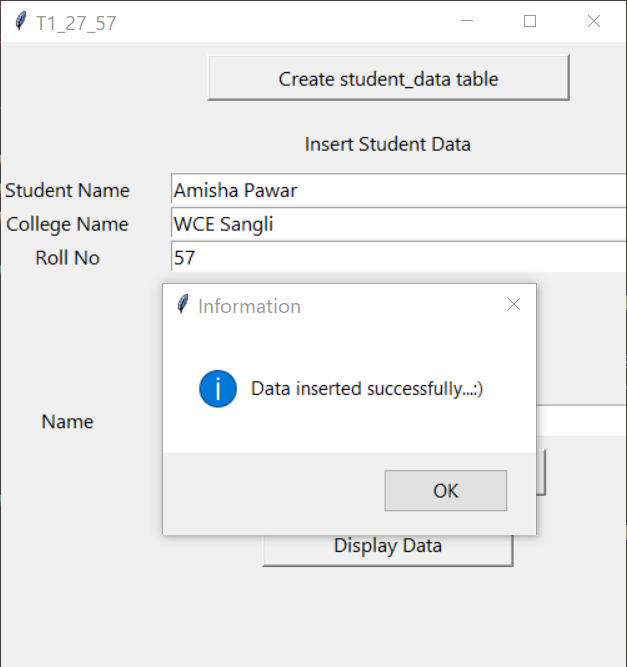 T1_27_57
Create student_data table
Insert Student Data
Student Name Amisha Pawar
College Name WCE Sangli
Roll No 57
Information
Data inserted successfully...:)
Name
OK
Display Data